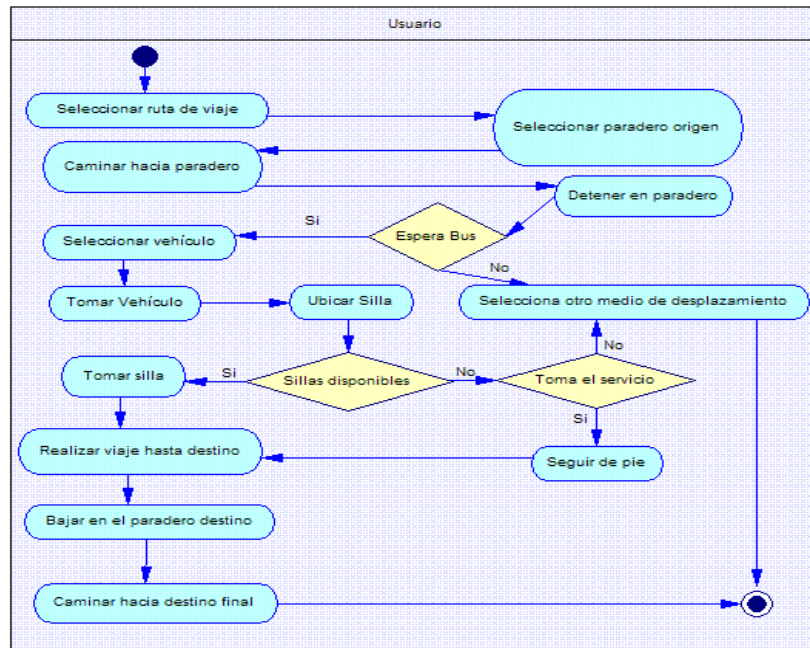 Usuario
Seleccionar ruta de viaje
Seleccionar paradero origen
Caminar hacia paradero
Detener en paradero
Si
Espera Bus
Seleccionar vehículo
No
Tomar Vehículo
Ubicar Silla
Selecciona otro medio de desplazamiento
No
Tomar silla
Si
Sillas disponibles
No
Toma el servicio
Si
Realizar viaje hasta destino
Seguir de pie
Bajar en el paradero destino
Caminar hacia destino final